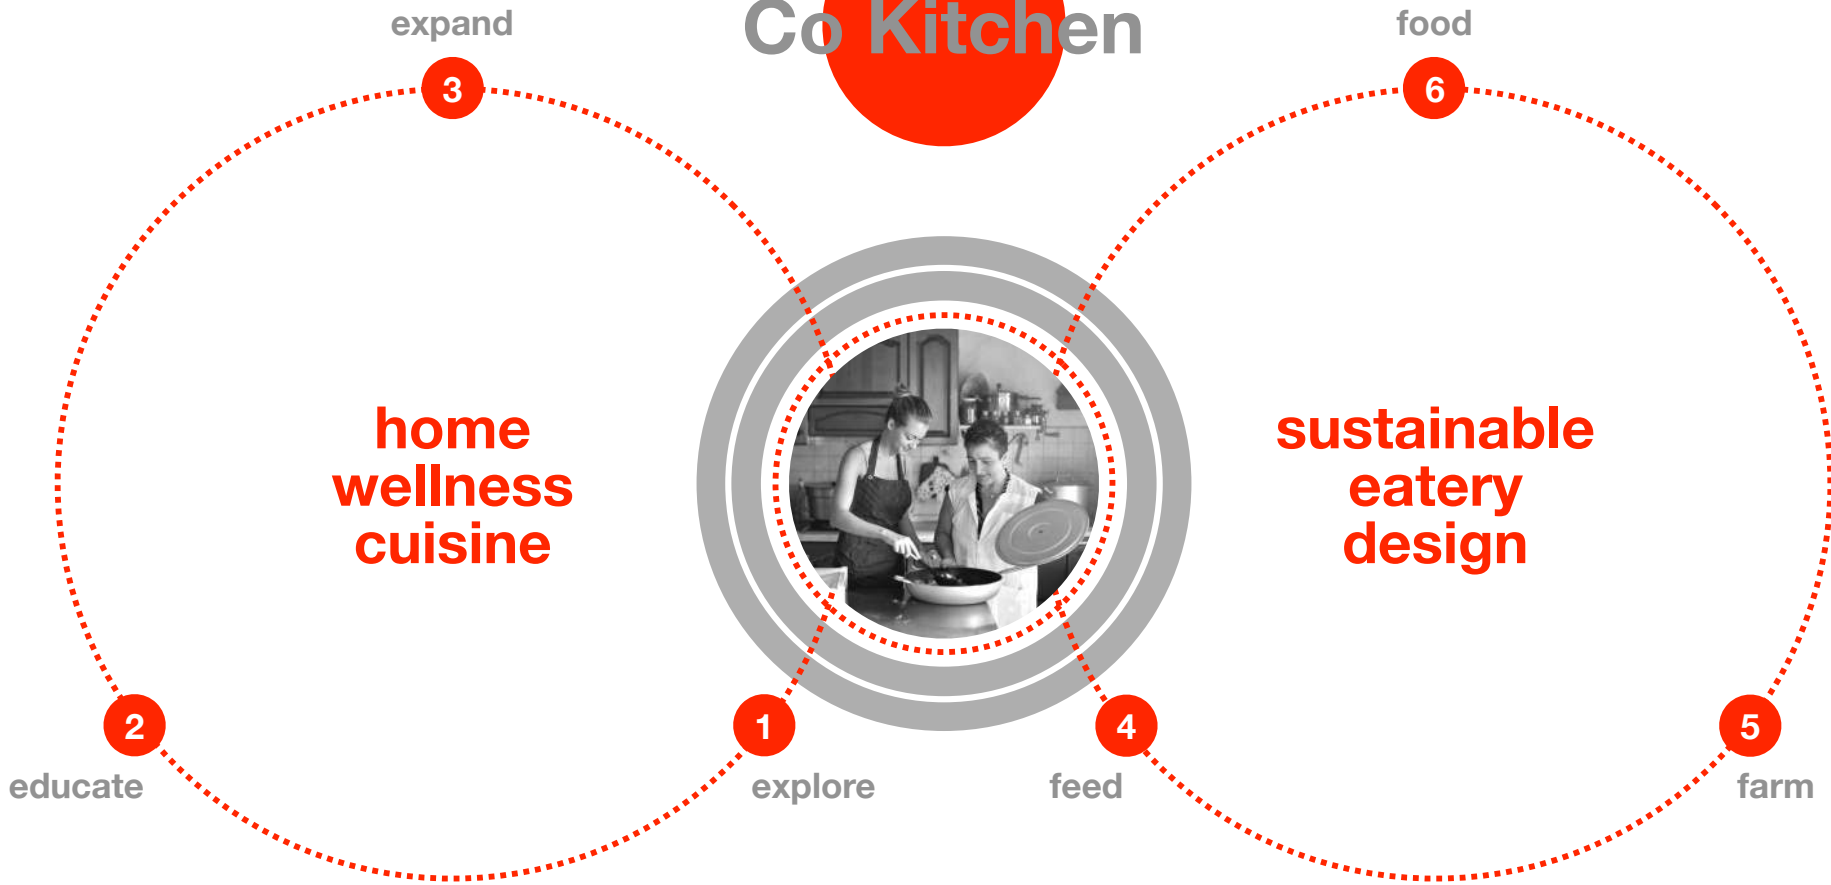 Co Kitchen
expand
3
food
6
home
wellness
cuisine
sustainable
eatery
design
2
educate
1
explore
4
feed
5
farm